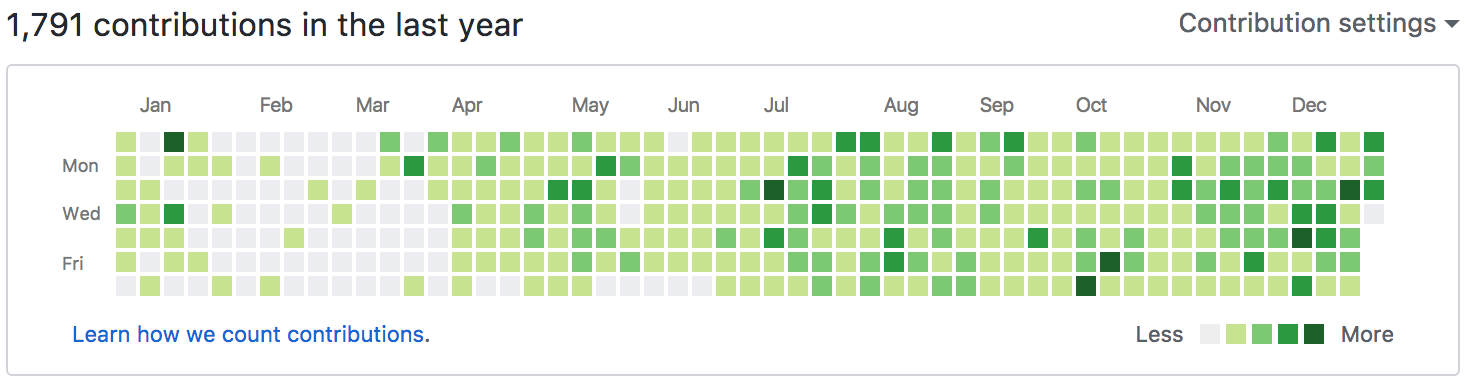 1,791 contributions in the last year
Contribution settings
Jan Feb Mar Apr May Jun Jul Aug Sep Oct Nov Dec
Mon
Wed
Fri
Learn how we count contributions.
Less More